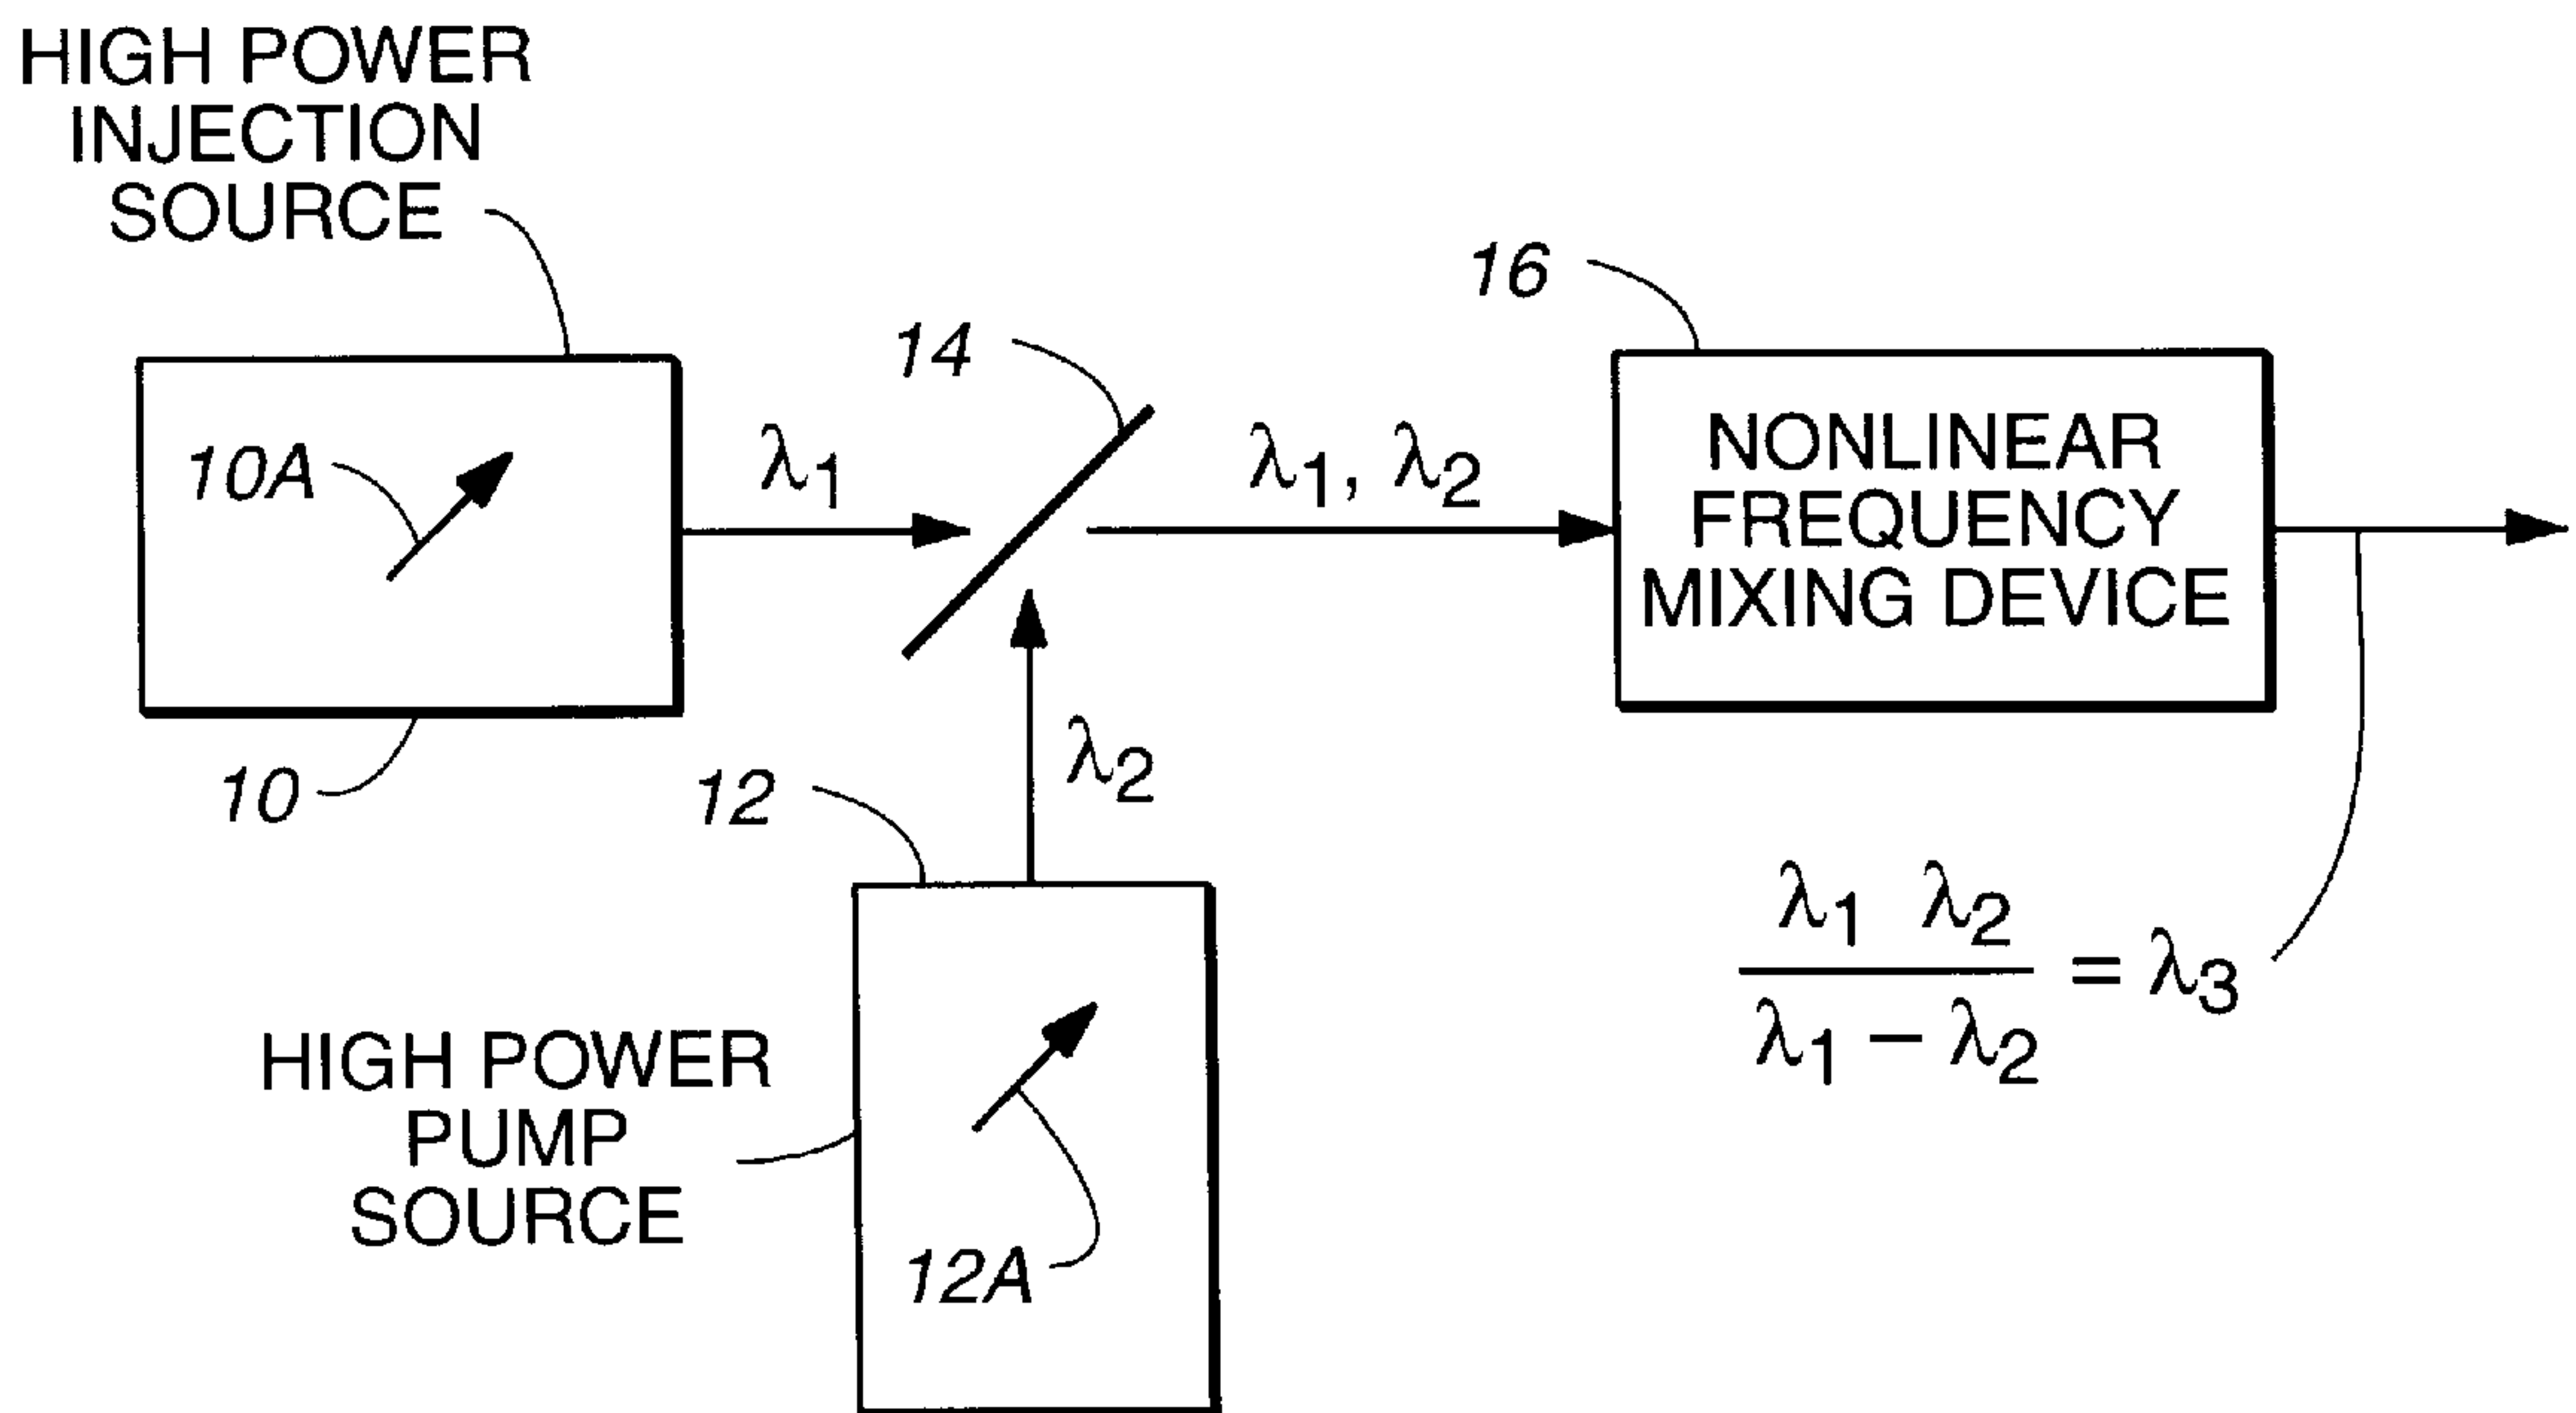 HIGH POWER
INJECTION
SOURCE
10A
10
λ1
14
λ1, λ2
16
NONLINEAR
FREQUENCY
MIXING DEVICE
12
λ2
HIGH POWER
PUMP
SOURCE
12A
λ1 λ2
λ1 – λ2
= λ3